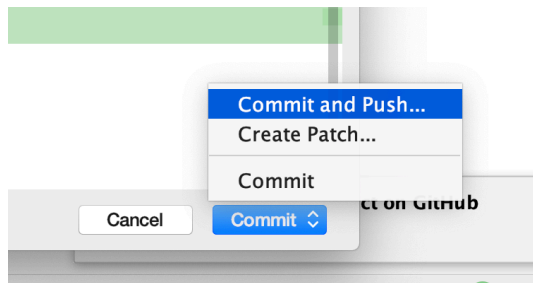 Commit and Push...
Create Patch...
Commit
ct on GitHub
Cancel
Commit